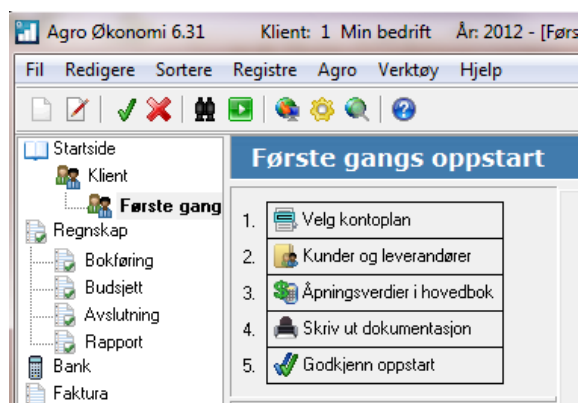 Agro Økonomi 6.31 Klient: 1 Min bedrift År: 2012 - [Førs
Fil Redigere Sortere Registre Agro Verktøy Hjelp
Startside
Klient
Første gang
Regnskap
Bokføring
Budsjett
Avslutning
Rapport
Bank
Faktura
Første gangs oppstart
1. Velg kontoplan
2. Kunder og leverandører
3. Åpningsverdier i hovedbok
4. Skriv ut dokumentasjon
5. Godkjenn oppstart